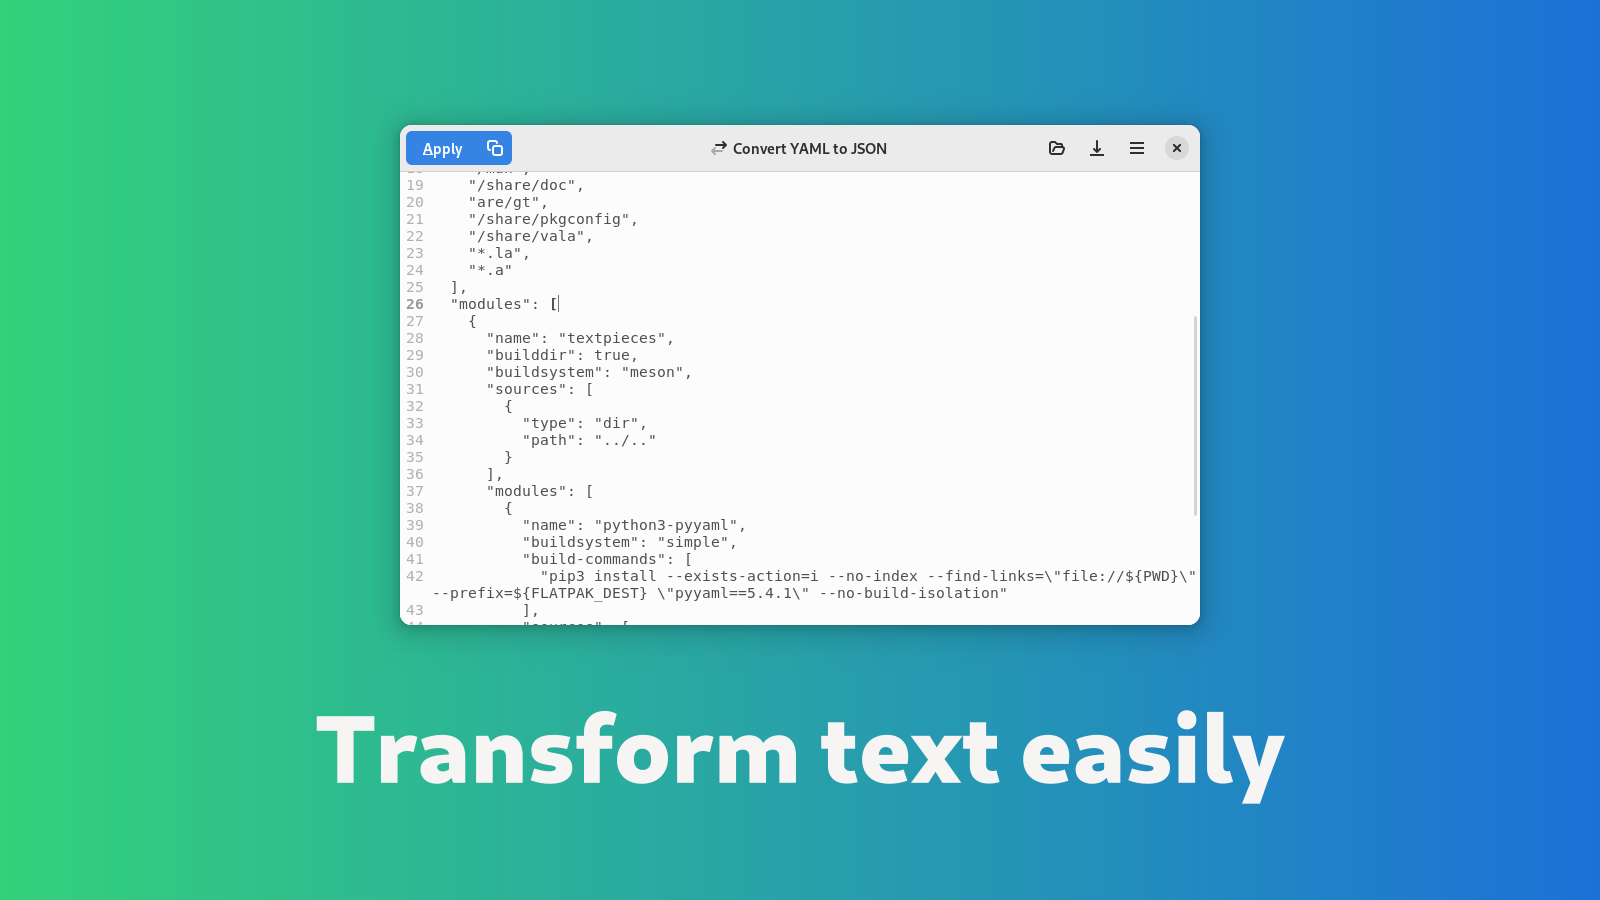 Apply
Convert YAML to JSON
19 "/share/doc",
20 "are/gt",
21 "/share/pkgconfig",
22 "/share/vala",
23 "*.la",
24 "*.a"
25 ],
26 "modules": [
27 {
28 "name": "textpieces",
29 "builddir": true,
30 "buildsystem": "meson",
31 "sources": [
32 {
33 "type": "dir",
34 "path": "../.."
35 }
36 ],
37 "modules": [
38 {
39 "name": "python3-pyyaml",
40 "buildsystem": "simple",
41 "build-commands": [
42 "pip3 install --exists-action=i --no-index --find-links=\"file://${PWD}\"
--prefix=${FLATPAK_DEST} \"pyyaml==5.4.1\" --no-build-isolation"
43 ],
Transform text easily